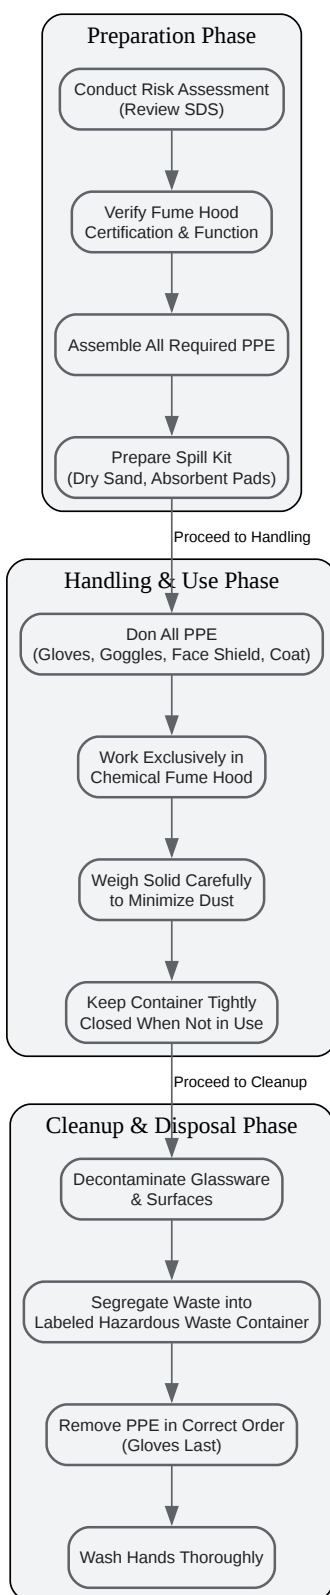 Preparation Phase
Conduct Risk Assessment
(Review SDS)
Verify Fume Hood
Certification & Function
Assemble All Required PPE
Prepare Spill Kit
(Dry Sand, Absorbent Pads)
Proceed to Handling
Handling & Use Phase
Don All PPE
(Gloves, Goggles, Face Shield, Coat)
Work Exclusively in
Chemical Fume Hood
Weigh Solid Carefully
to Minimize Dust
Keep Container Tightly
Closed When Not in Use
Proceed to Cleanup
Cleanup & Disposal Phase
Decontaminate Glassware
& Surfaces
Segregate Waste into
Labeled Hazardous Waste Container
Remove PPE in Correct Order
(Gloves Last)
Wash Hands Thoroughly